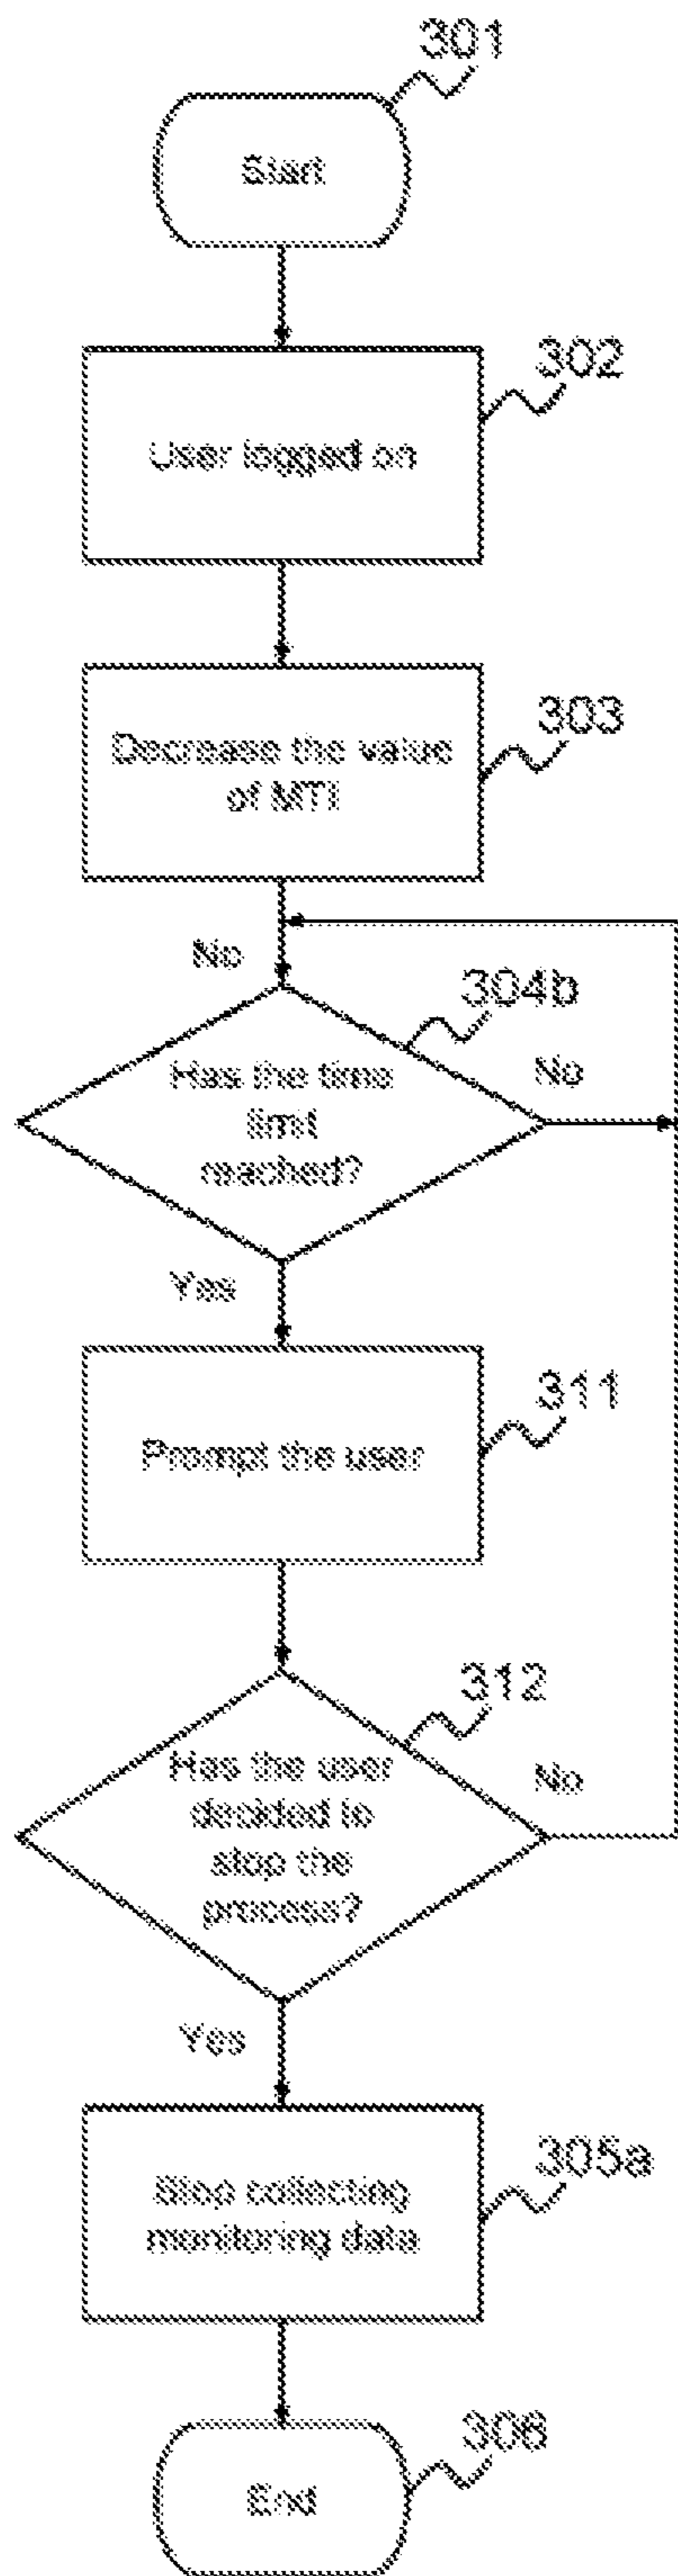 301
Start
302
User logged on
303
Decrease the value
of MTI
No
304b
Has the time
limit
reached?
No
Yes
311
Prompt the user
312
Has the user
decided to
stop the
process?
No
Yes
305a
Stop collecting
monitoring data
306
End